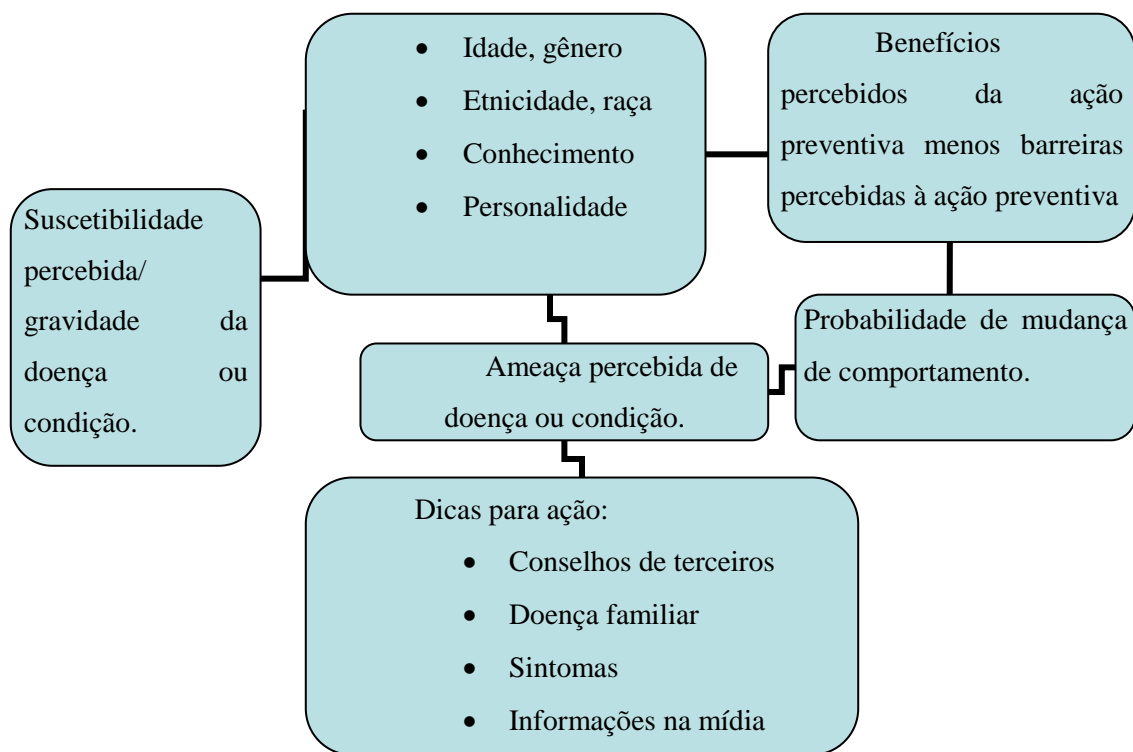 • Idade, gênero
• Etnicidade, raça
• Conhecimento
• Personalidade
Benefícios
percebidos da ação
preventiva menos barreiras
percebidas à ação preventiva
Suscetibilidade
percebida/
gravidade da
doença ou
condição.
Ameaça percebida de
doença ou condição.
Probabilidade de mudança
de comportamento.
Dicas para ação:
• Conselhos de terceiros
• Doença familiar
• Sintomas
• Informações na mídia